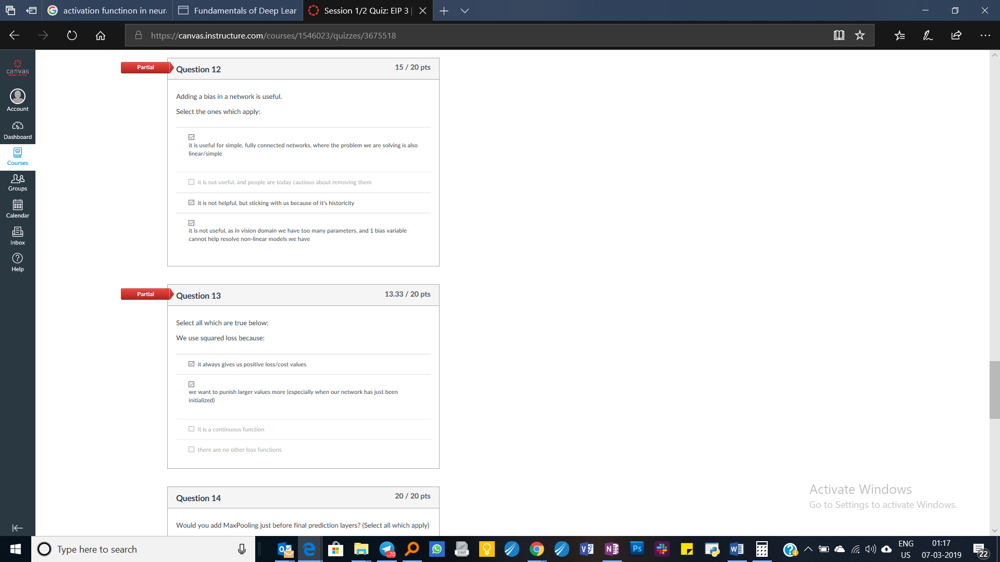 activation functinon in neur
Fundamentals of Deep Lear
Session 1/2 Quiz: EIP 3
https://canvas.instructure.com/courses/1546023/quizzes/3675518
canvas
Account
Dashboard
Courses
Groups
Calendar
Inbox
Help
Partial
Question 12
15 / 20 pts
Adding a bias in a network is useful.
Select the ones which apply:
it is useful for simple, fully connected networks, where the problem we are solving is also
linear/simple
it is not useful, and people are today cautious about removing them
it is not helpful, but sticking with us because of it's historicity
it is not useful, as in vision domain we have too many parameters, and 1 bias variable
cannot help resolve non-linear models we have
Partial
Question 13
13.33 / 20 pts
Select all which are true below:
We use squared loss because:
it always gives us positive loss/cost values
we want to punish larger values more (especially when our network has just been
initialized)
it is a continuous function
there are no other loss functions
Question 14
20 / 20 pts
Would you add MaxPooling just before final prediction layers? (Select all which apply)
Activate Windows
Go to Settings to activate Windows.
Type here to search
..70
SWF
Ps
ENG
US
01:17
07-03-2019
22